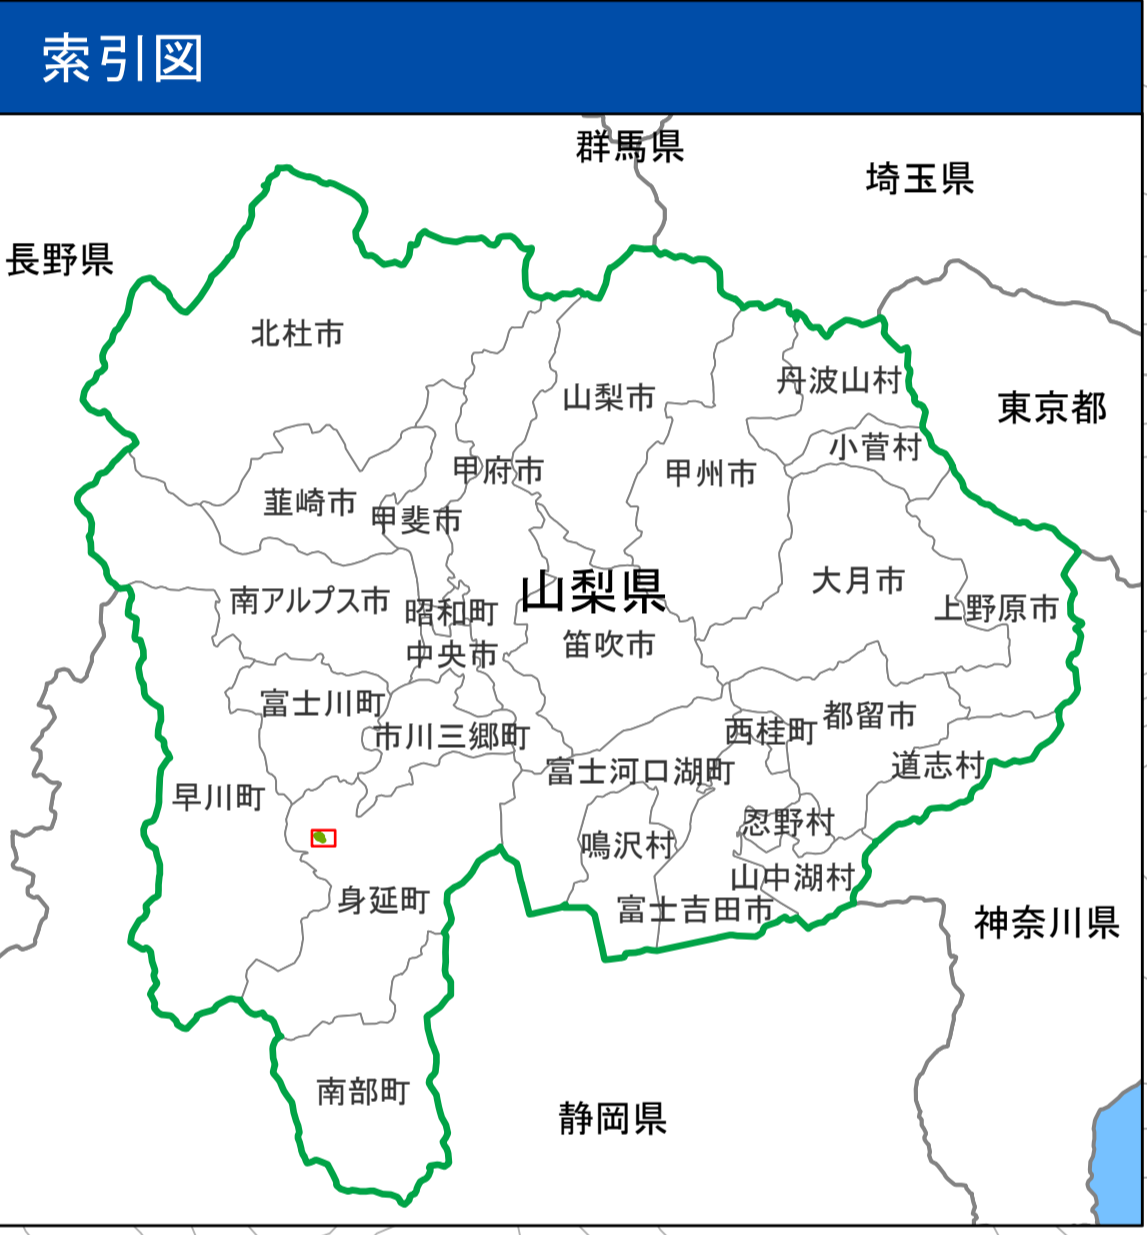 索引図
群馬県
埼玉県
長野県
北杜市
丹波山村
山梨市
東京都
小菅村
甲府市
甲州市
韮崎市
甲斐市
大月市
山梨県
南アルプス市
昭和町
上野原市
笛吹市
中央市
富士川町
都留市
西桂町
市川三郷町
道志村
富士河口湖町
早川町
忍野村
鳴沢村
山中湖村
身延町
富士吉田市
神奈川県
南部町
静岡県